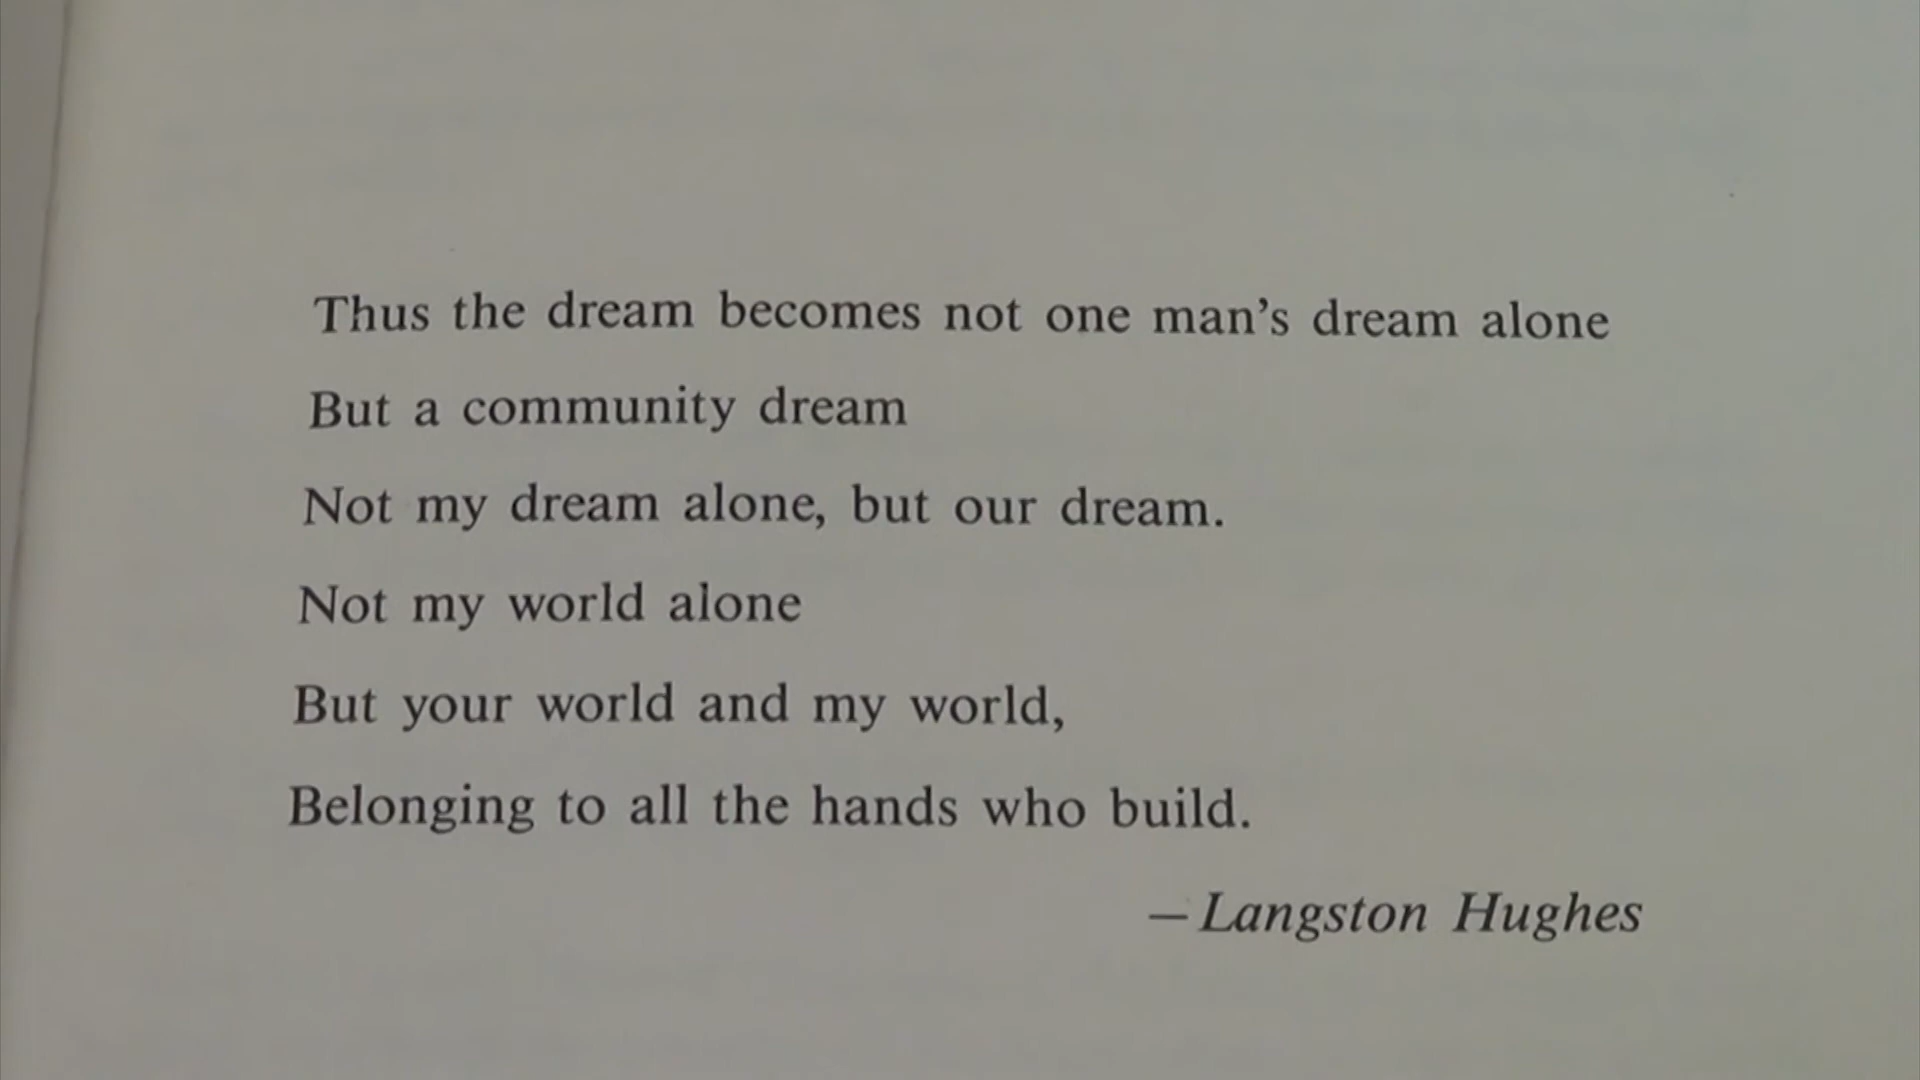 Thus the dream becomes not one man’s dream alone
But a community dream
Not my dream alone, but our dream.
Not my world alone
But your world and my world,
Belonging to all the hands who build.
—Langston Hughes